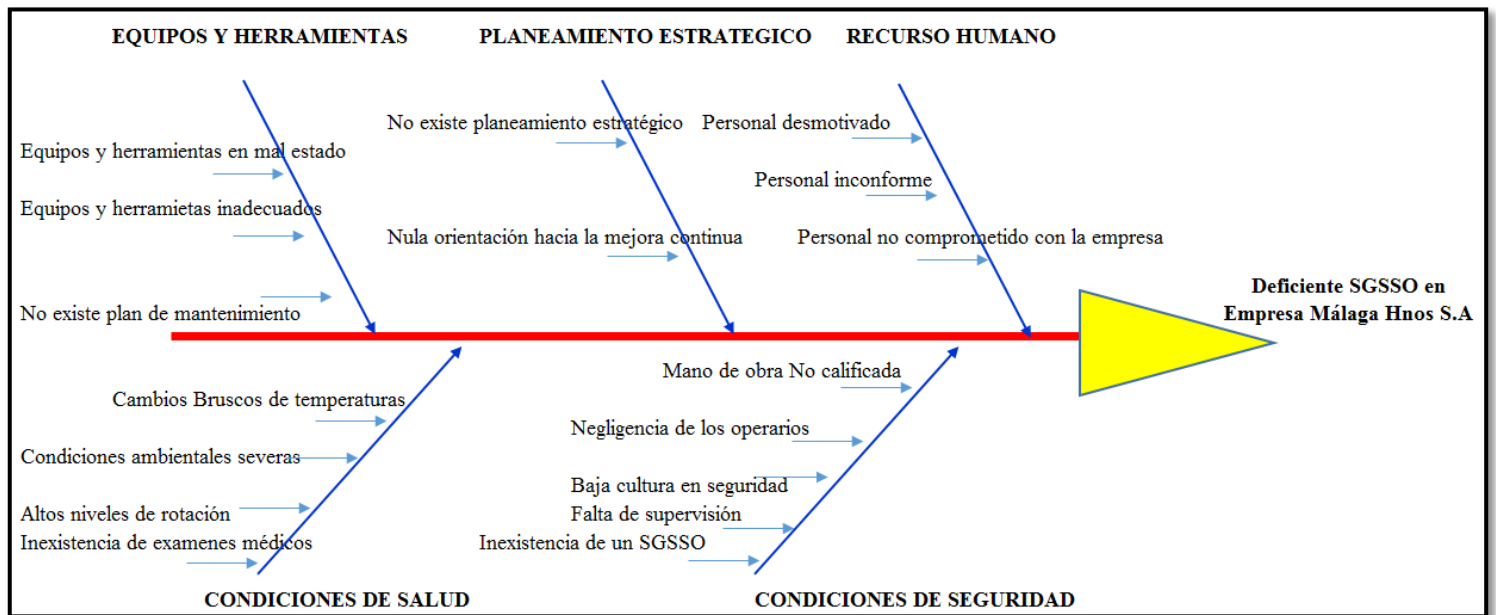 EQUIPOS Y HERRAMIENTAS
PLANEAMIENTO ESTRATEGICO
RECURSO HUMANO
No existe planeamiento estratégico
Personal desmotivado
Equipos y herramientas en mal estado
Personal inconforme
Equipos y herramietas inadecuados
Nula orientación hacia la mejora continua
Personal no comprometido con la empresa
No existe plan de mantenimiento
Deficiente SGSSO en
Empresa Málaga Hnos S.A
Mano de obra No calificada
Cambios Bruscos de temperaturas
Negligencia de los operarios
Condiciones ambientales severas
Baja cultura en seguridad
Altos niveles de rotación
Falta de supervisión
Inexistencia de examenes médicos
Inexistencia de un SGSSO
CONDICIONES DE SALUD
CONDICIONES DE SEGURIDAD